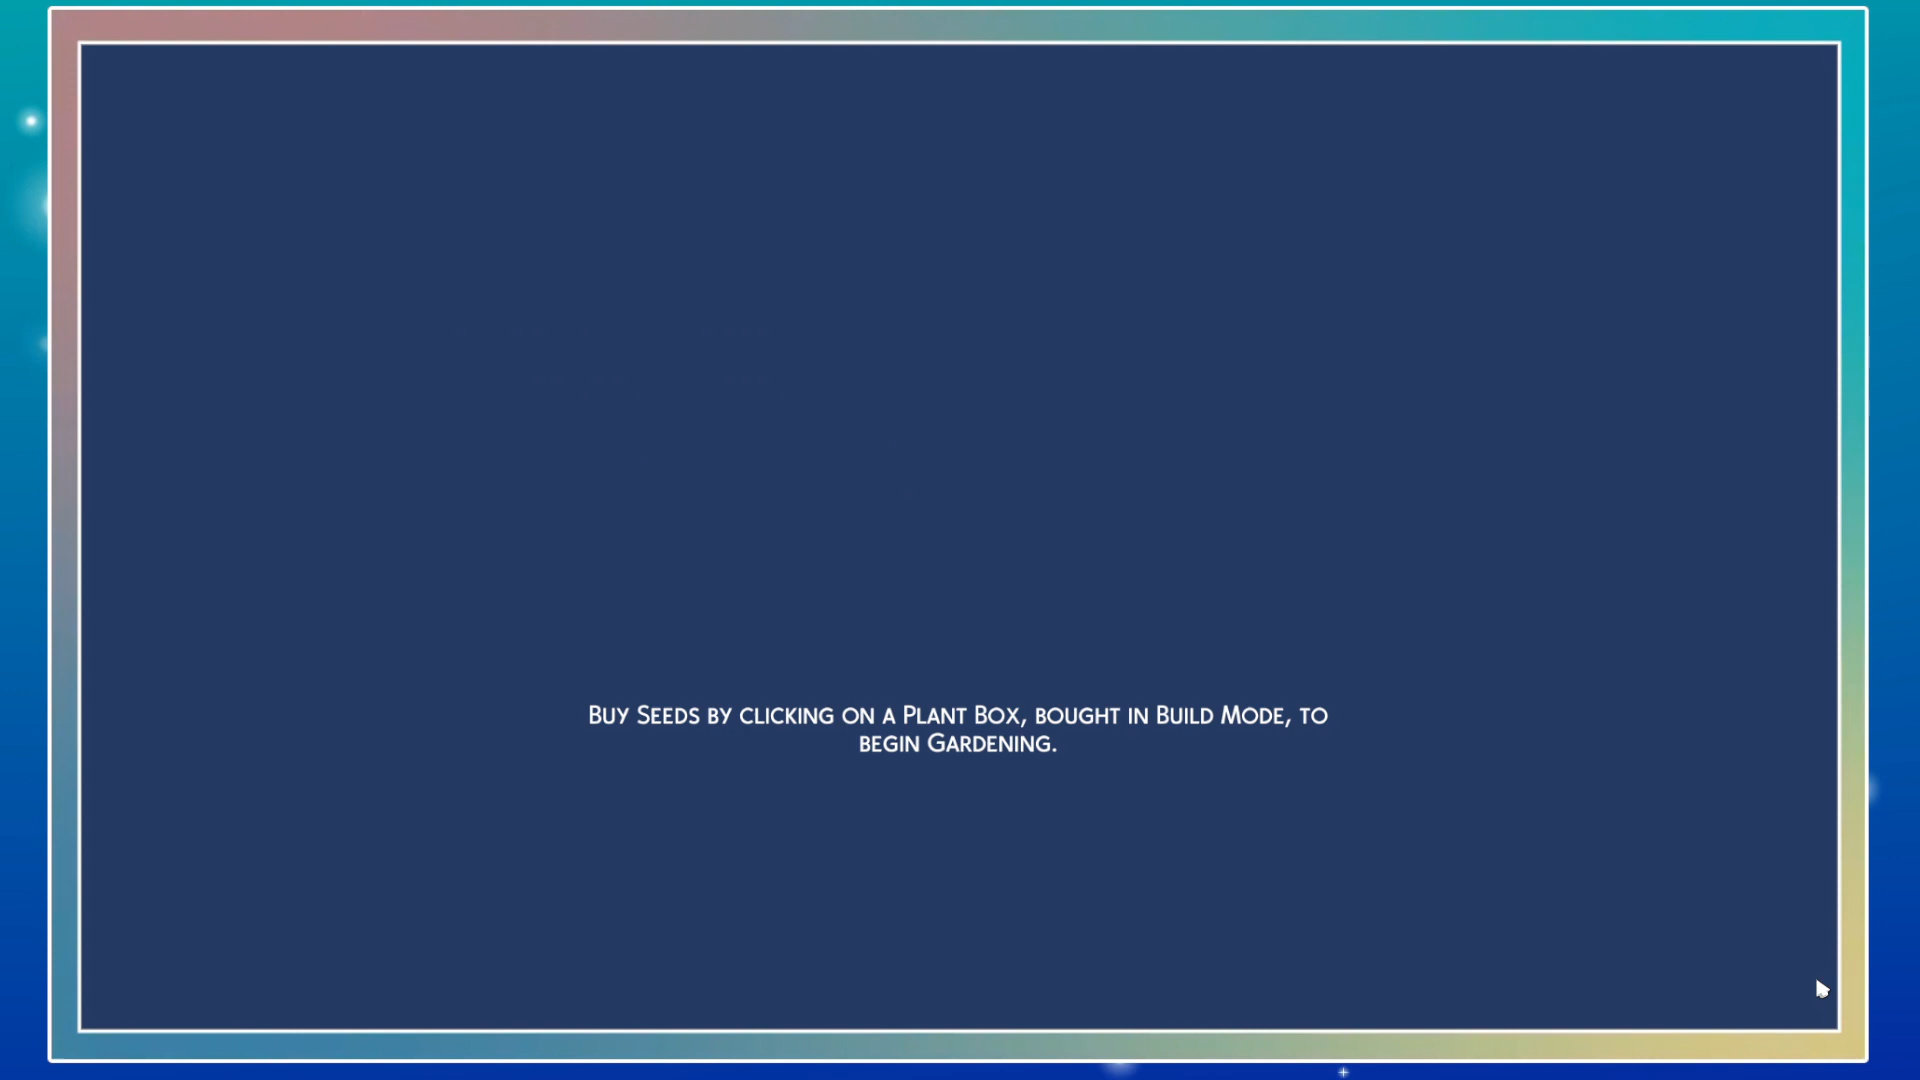 Buy Seeds by clicking on a Plant Box, bought in Build Mode, to
begin Gardening.